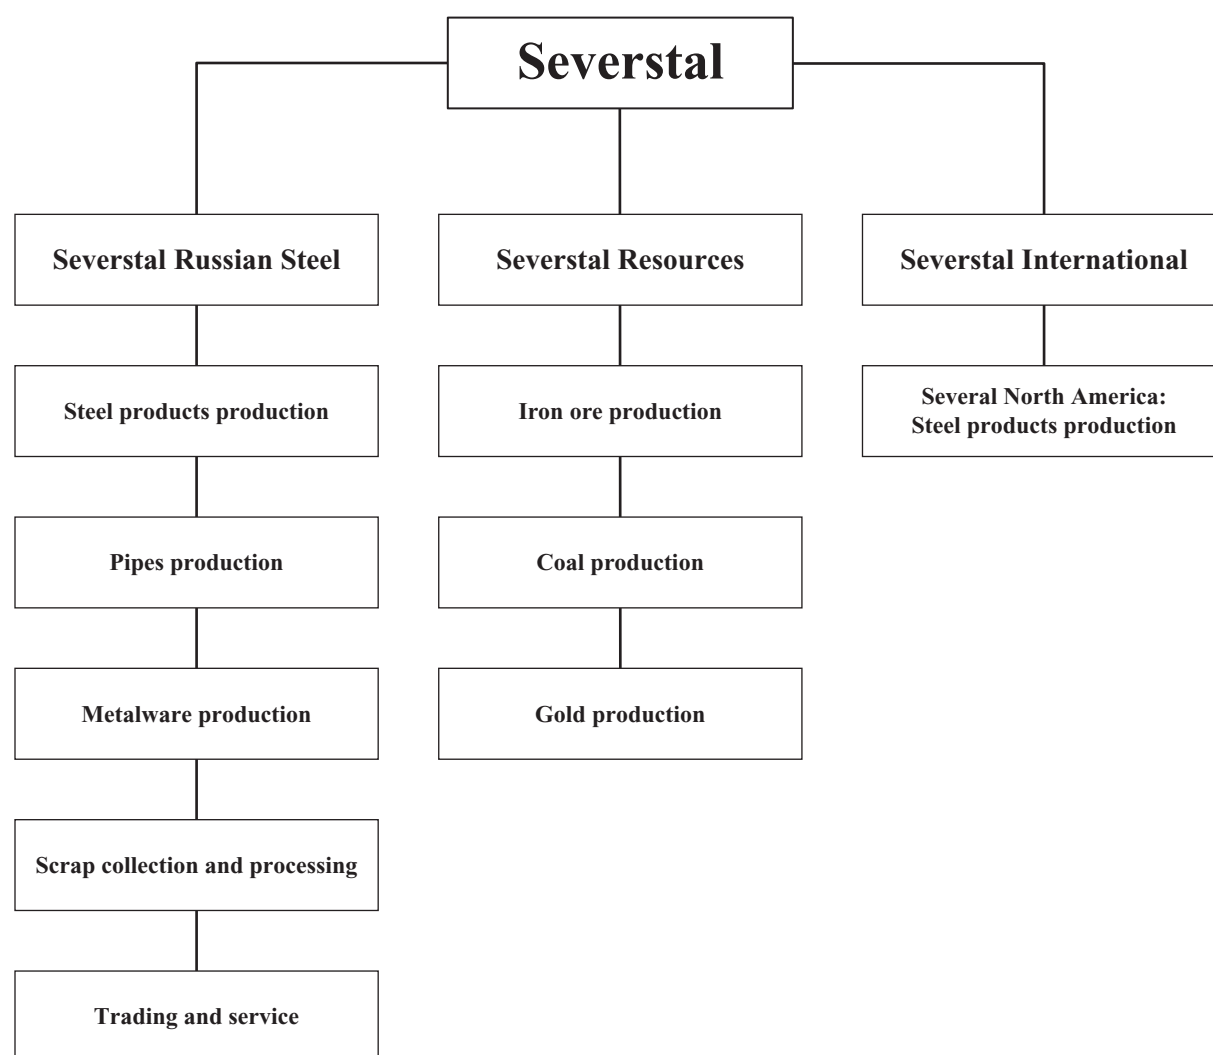 Severstal
Severstal Russian Steel
Steel products production
Pipes production
Metalware production
Scrap collection and processing
Trading and service
Severstal Resources
Iron ore production
Coal production
Gold production
Severstal International
Several North America:
Steel products production